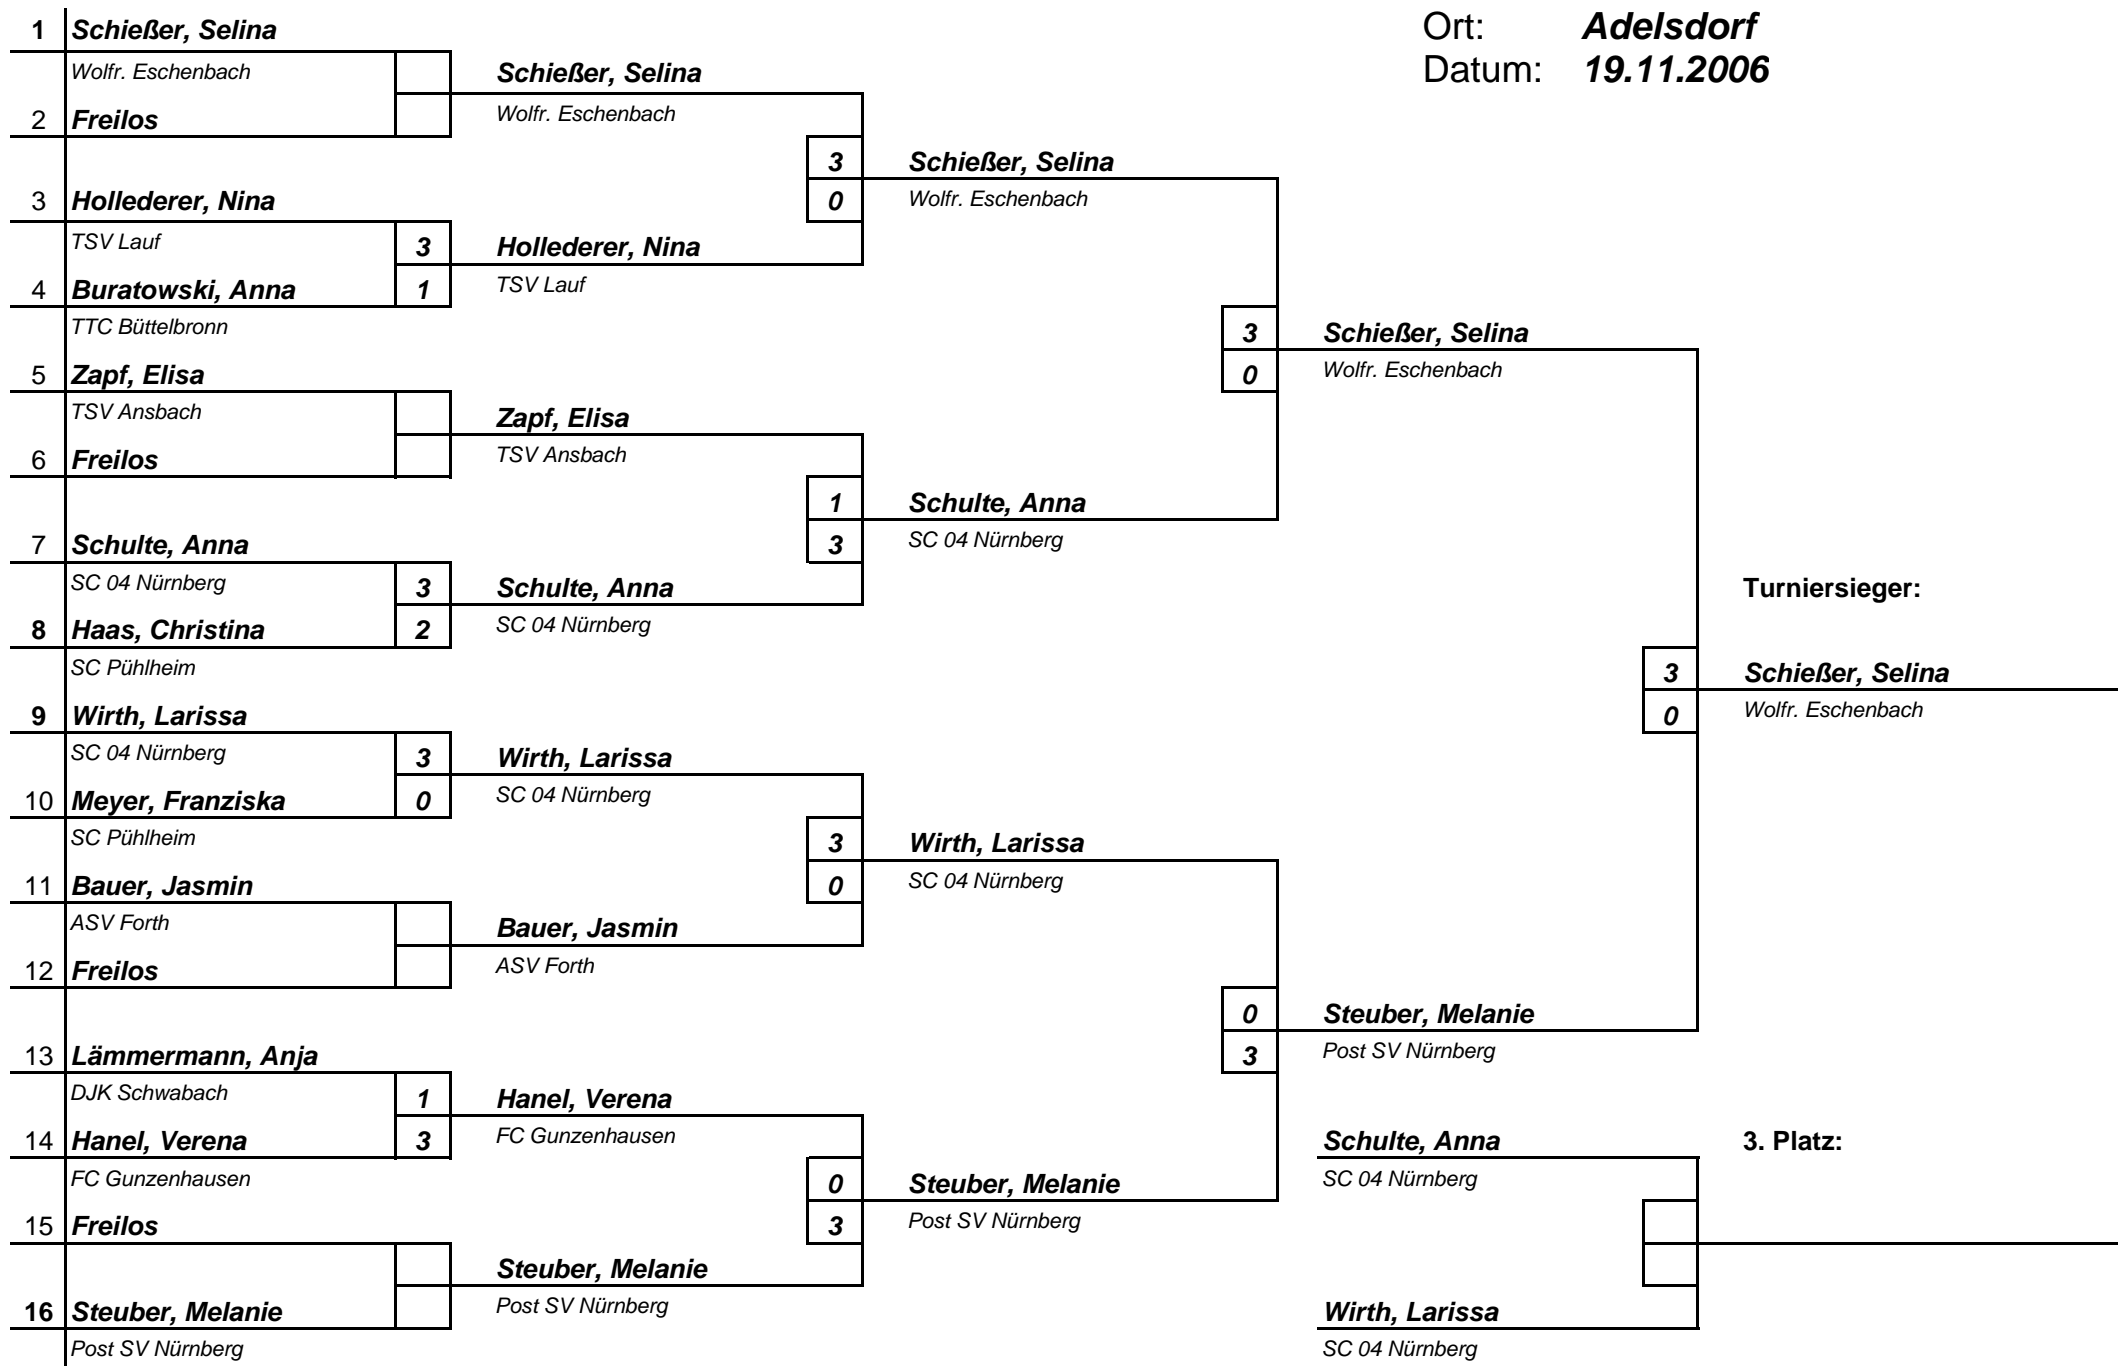 Ort: Adelsdorf
Datum: 19.11.2006
1 Schießer, Selina
Wolfr. Eschenbach
2 Freilos
3 Hollederer, Nina
TSV Lauf 3
4 Buratowski, Anna 1
TTC Büttelbronn
5 Zapf, Elisa
TSV Ansbach
6 Freilos
7 Schulte, Anna
SC 04 Nürnberg 3
8 Haas, Christina 2
SC Pühlheim
9 Wirth, Larissa
SC 04 Nürnberg 3
10 Meyer, Franziska 0
SC Pühlheim
11 Bauer, Jasmin
ASV Forth
12 Freilos
13 Lämmermann, Anja
DJK Schwabach 1
14 Hanel, Verena 3
FC Gunzenhausen
15 Freilos
16 Steuber, Melanie
Post SV Nürnberg
Schießer, Selina
Wolfr. Eschenbach
3
0
Hollederer, Nina
TSV Lauf
Zapf, Elisa
TSV Ansbach
1
3
Schulte, Anna
SC 04 Nürnberg
Wirth, Larissa
SC 04 Nürnberg
3
0
Bauer, Jasmin
ASV Forth
Hanel, Verena
FC Gunzenhausen
0
3
Steuber, Melanie
Post SV Nürnberg
Schießer, Selina
Wolfr. Eschenbach
3
0
Schulte, Anna
SC 04 Nürnberg
Wirth, Larissa
SC 04 Nürnberg
0
3
Steuber, Melanie
Post SV Nürnberg
Schießer, Selina
Wolfr. Eschenbach
3
0
Steuber, Melanie
Post SV Nürnberg
Turniersieger:
Schießer, Selina
Wolfr. Eschenbach
Schulte, Anna
SC 04 Nürnberg
3. Platz:
Wirth, Larissa
SC 04 Nürnberg